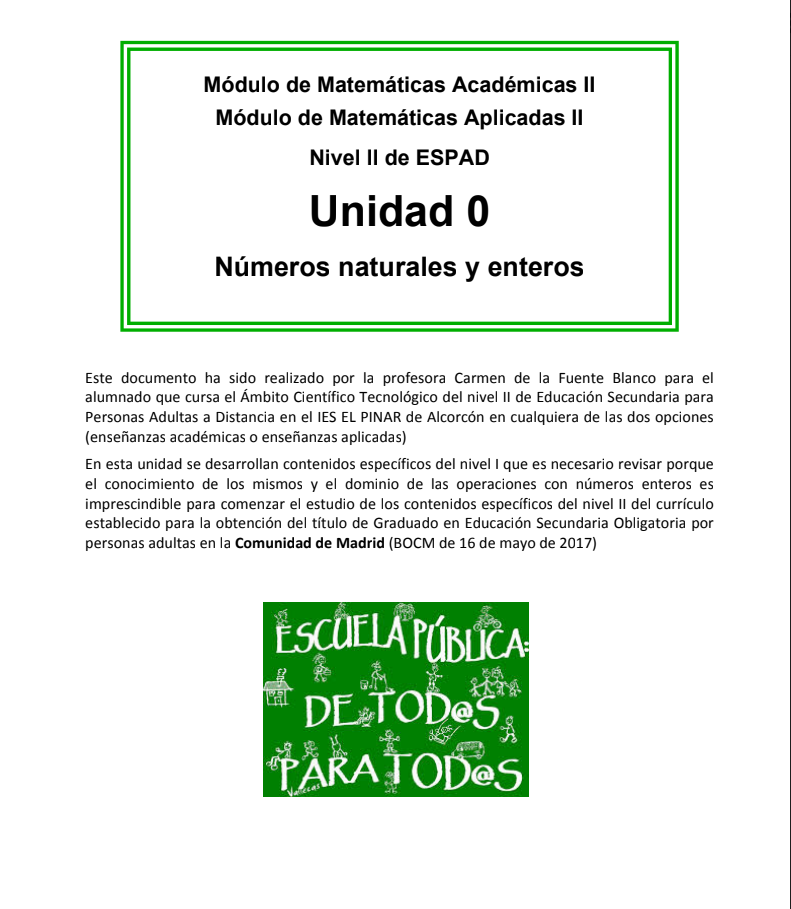 Módulo de Matemáticas Académicas II
Módulo de Matemáticas Aplicadas II
Nivel II de ESPAD
Unidad 0
Números naturales y enteros
Este documento ha sido realizado por la profesora Carmen de la Fuente Blanco para el
alumnado que cursa el Ámbito Científico Tecnológico del nivel II de Educación Secundaria para
Personas Adultas a Distancia en el IES EL PINAR de Alcorcón en cualquiera de las dos opciones
(enseñanzas académicas o enseñanzas aplicadas)
En esta unidad se desarrollan contenidos específicos del nivel I que es necesario revisar porque
el conocimiento de los mismos y el dominio de las operaciones con números enteros es
imprescindible para comenzar el estudio de los contenidos específicos del nivel II del currículo
establecido para la obtención del título de Graduado en Educación Secundaria Obligatoria por
personas adultas en la Comunidad de Madrid (BOCM de 16 de mayo de 2017)
ESCUELA PÚBLICA:
DE TOD@S
PARA TOD@S
Vallecas